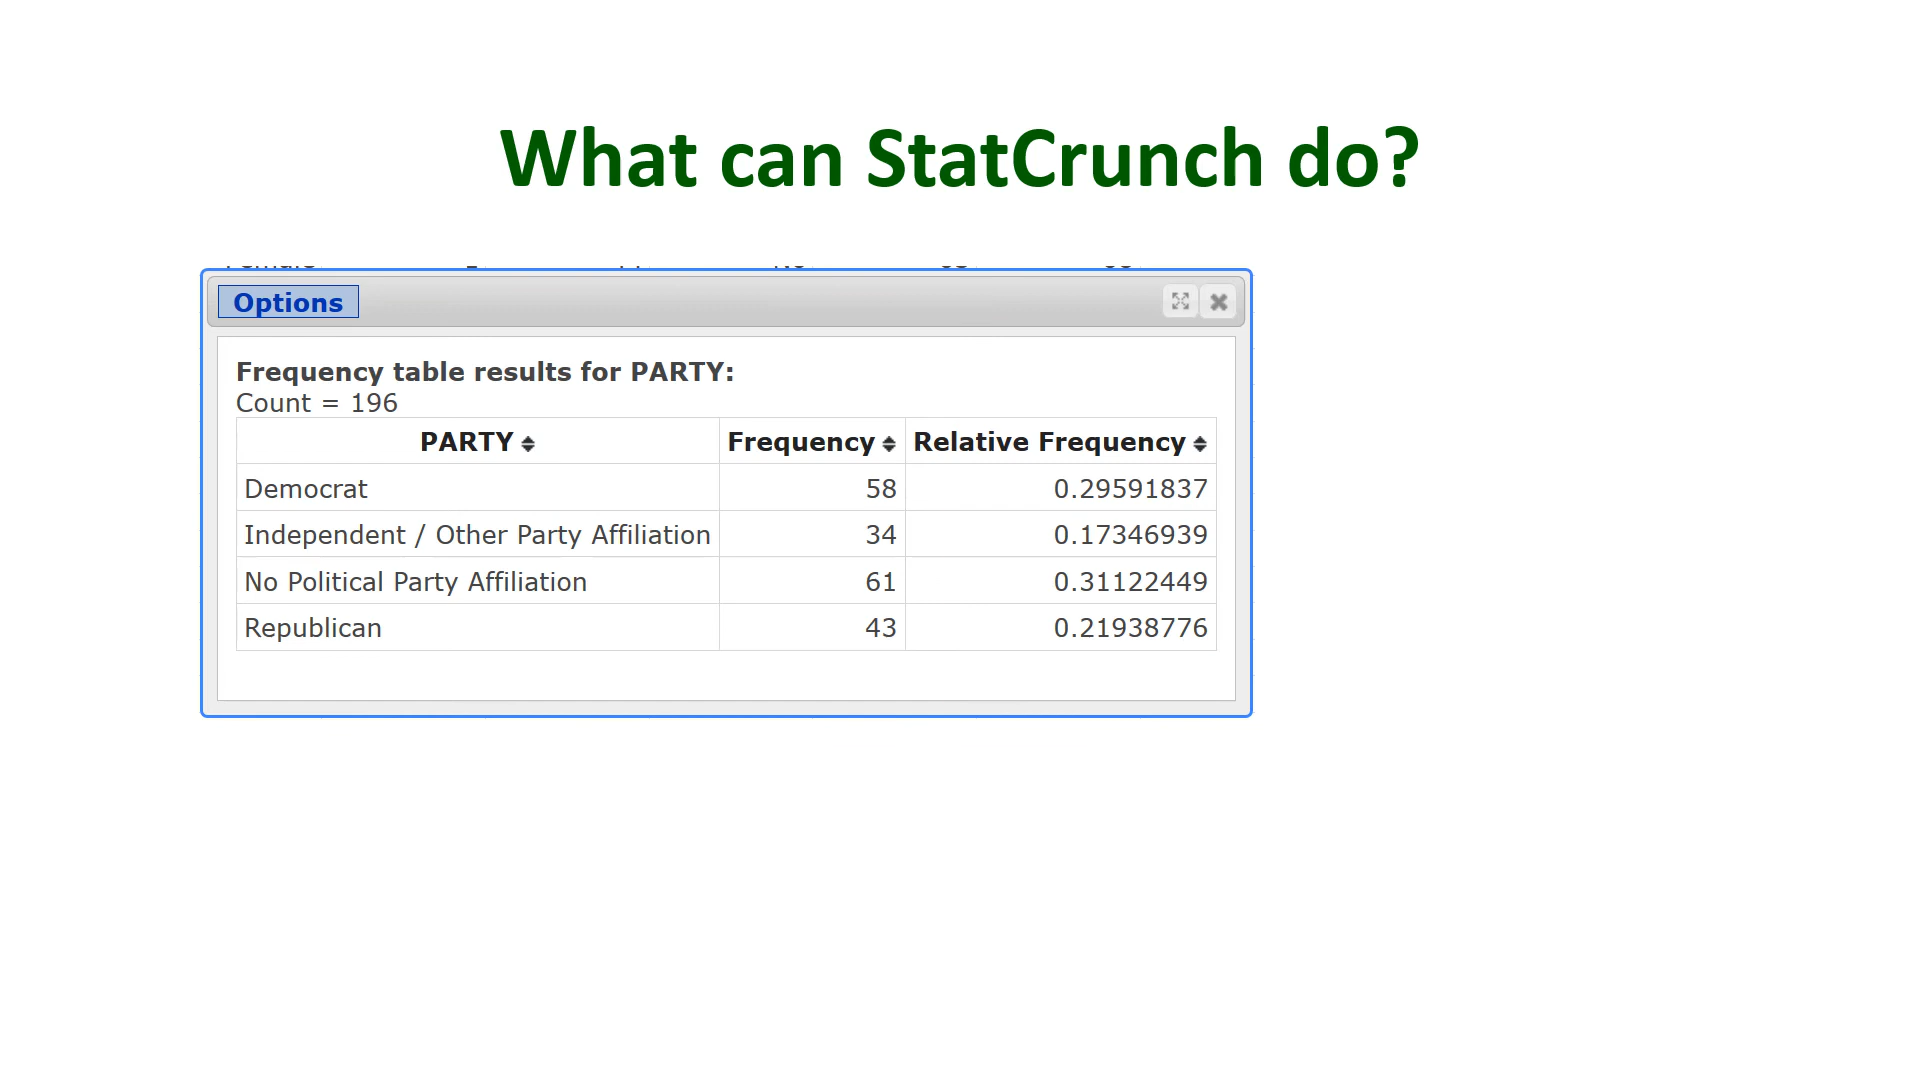 What can StatCrunch do?
Options
Frequency table results for PARTY:
Count = 196
PARTY Frequency Relative Frequency
Democrat 58 0.29591837
Independent / Other Party Affiliation 34 0.17346939
No Political Party Affiliation 61 0.31122449
Republican 43 0.21938776